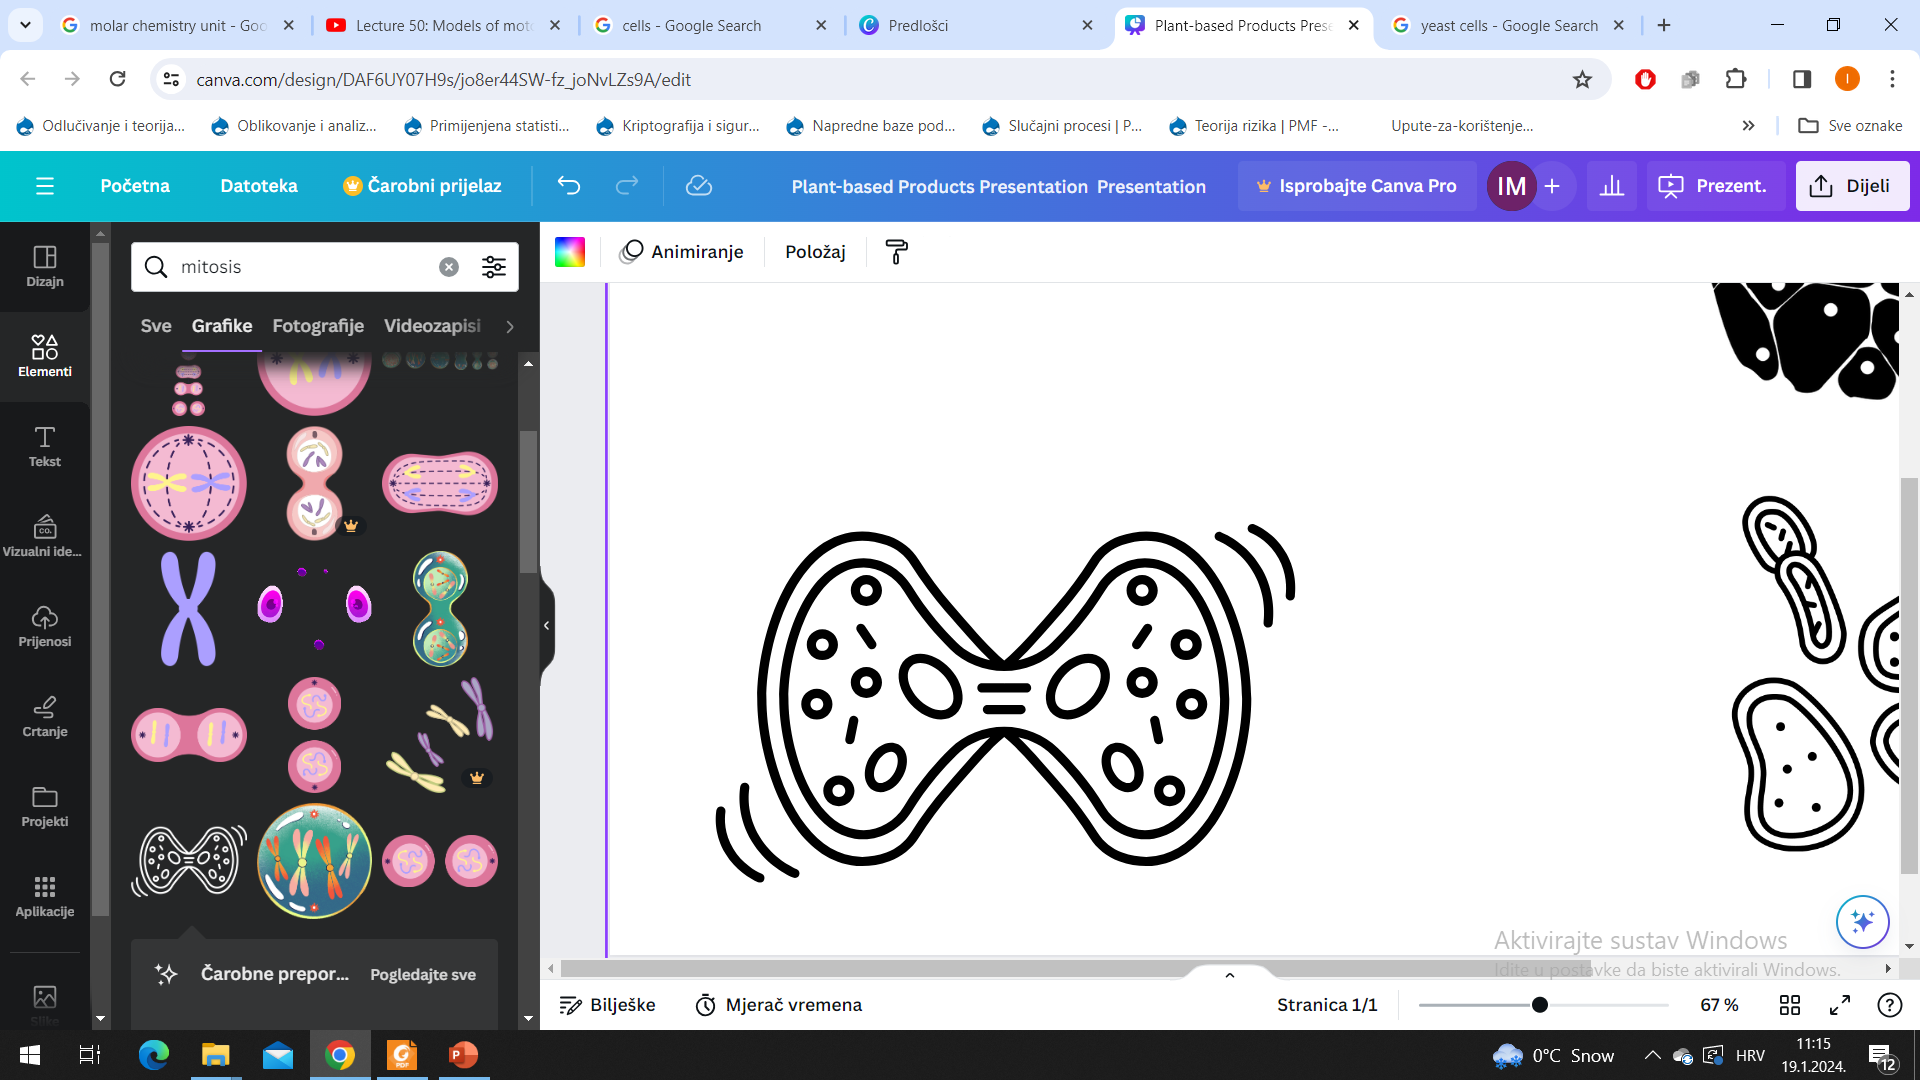 molar chemistry unit - Goo
Lecture 50: Models of moto
cells - Google Search
Predlošci
Plant-based Products Prese
yeast cells - Google Search
canva.com/design/DAF6UY07H9s/jo8er44SW-fz_joNvLZs9A/edit
Odlučivanje i teorija...
Oblikovanje i analiz...
Primijenjena statisti...
Kriptografija i sigur...
Napredne baze pod...
Slučajni procesi | P...
Teorija rizika | PMF -...
Upute-za-korištenje...
Sve oznake
Početna
Datoteka
Čarobni prijelaz
Plant-based Products Presentation Presentation
Isprobajte Canva Pro
IM
Prezent.
Dijeli
Dizajn
Elementi
Tekst
CO.
Vizualni ide...
Prijenosi
Crtanje
Projekti
Aplikacije
Slike
mitosis
Sve
Grafike
Fotografije
Videozapisi
Čarobne prepor...
Pogledajte sve
Animiranje
Položaj
Aktivirajte sustav Windows
Idite u postavke da biste aktivirali Windows.
Bilješke
Mjerač vremena
Stranica 1/1
67 %
0°C Snow
HRV
11:15
19.1.2024.
12